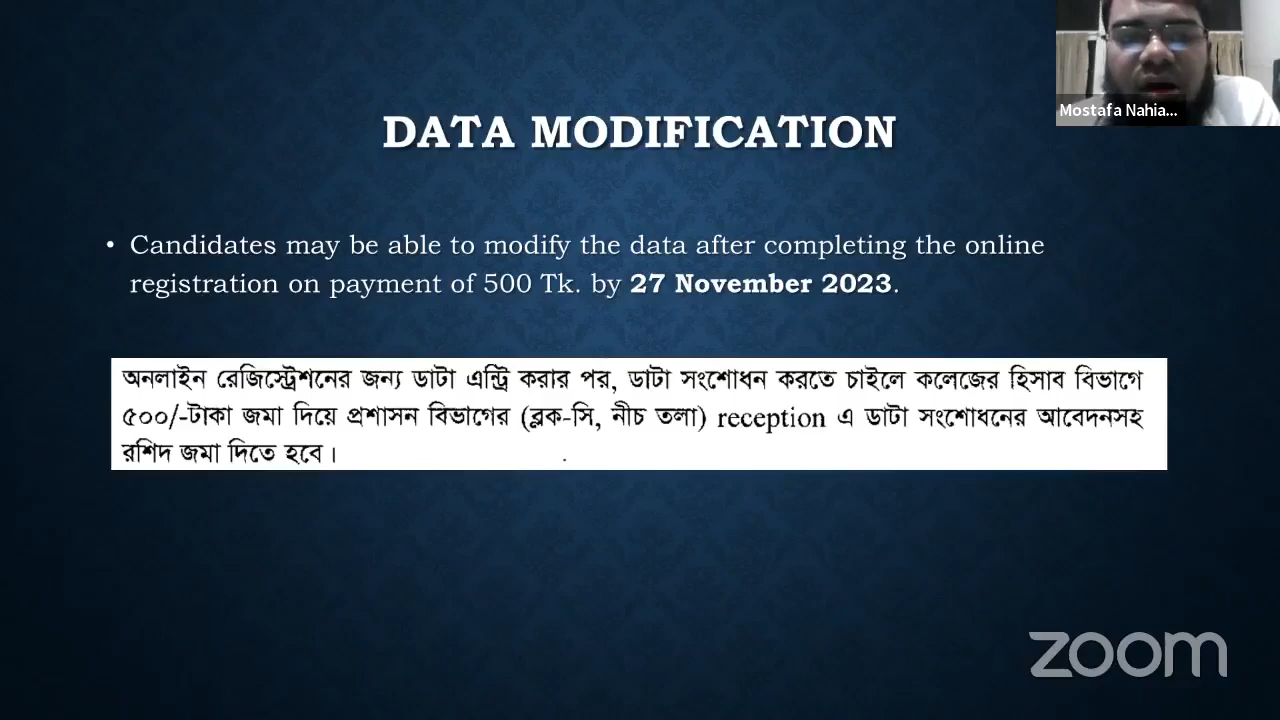 Mostafa Nahia...
DATA MODIFICATION
• Candidates may be able to modify the data after completing the online
registration on payment of 500 Tk. by 27 November 2023.
অনলাইন রেজিস্ট্রেশনের জন্য ডাটা এন্ট্রি করার পর, ডাটা সংশোধন করতে চাইলে কলেজের হিসাব বিভাগে
৫০০/-টাকা জমা দিয়ে প্রশাসন বিভাগের (ব্লক-সি, নীচ তলা) reception এ ডাটা সংশোধনের আবেদনসহ
রশিদ জমা দিতে হবে।
zoom